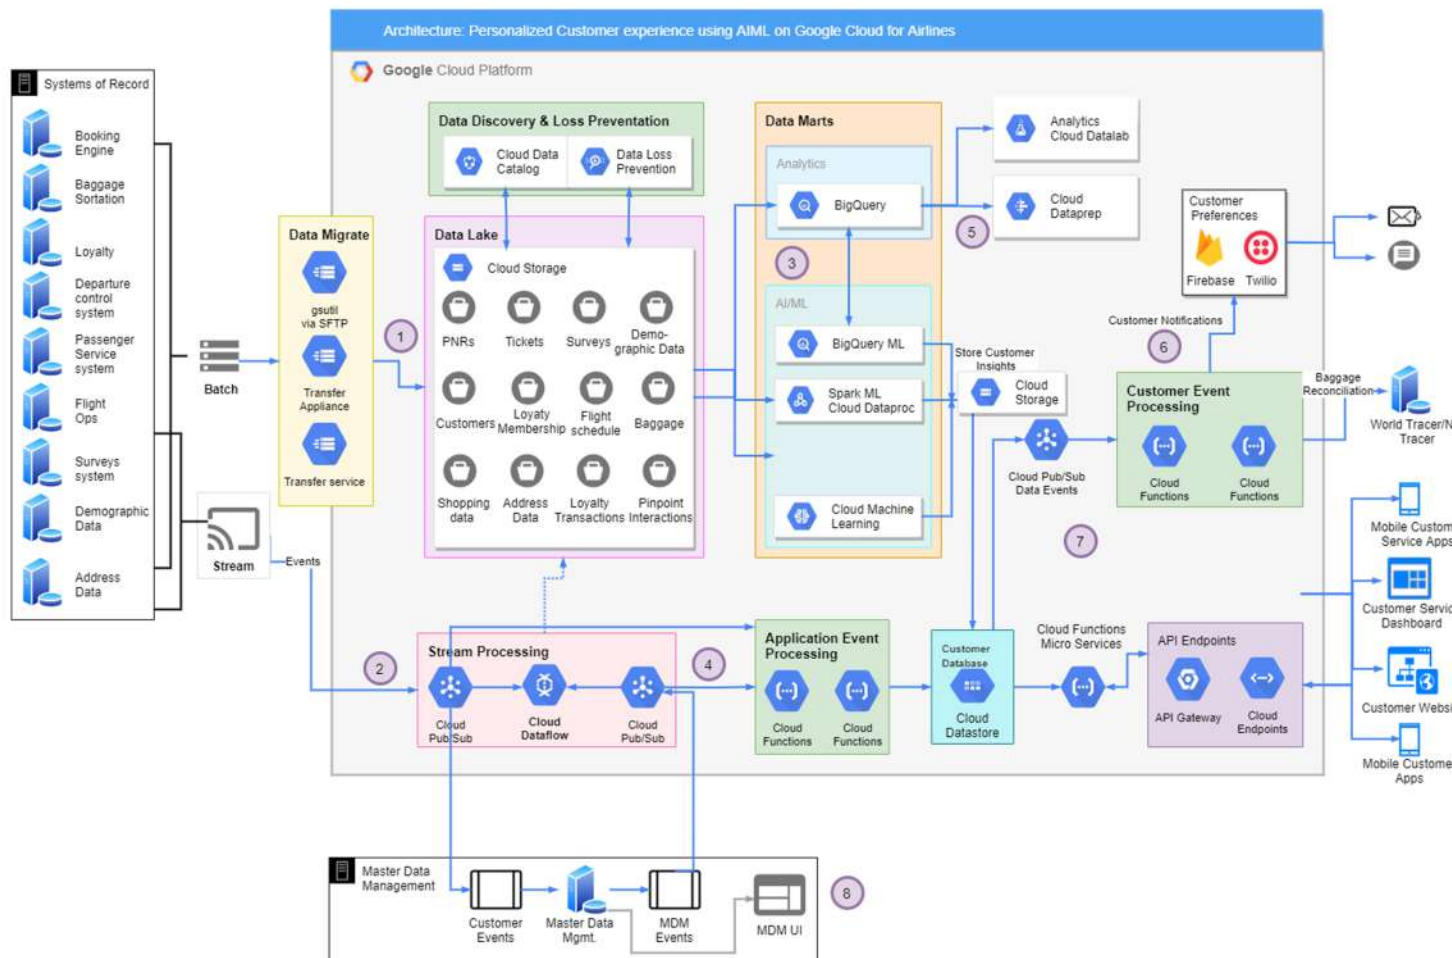 Architecture: Personalized Customer experience using AIML on Google Cloud for Airlines
Google Cloud Platform
Systems of Record
Booking
Engine
Baggage
Sortation
Loyalty
Departure
control
system
Passenger
Service
system
Flight
Ops
Surveys
system
Demographic
Data
Address
Data
Batch
Stream
Events
Data Migrate
gsutil
via SFTP
Transfer
Appliance
Transfer service
1
Data Discovery & Loss Preventation
Cloud Data
Catalog
Data Loss
Prevention
Data Lake
Cloud Storage
PNRs
Tickets
Surveys
Demo-
graphic Data
Customers
Loyaty
Membership
Flight
schedule
Baggage
Shopping
data
Address
Data
Loyalty
Transactions
Pinpoint
Interactions
Data Marts
Analytics
BigQuery
3
AI/ML
BigQuery ML
Spark ML
Cloud Dataproc
Cloud Machine
Learning
Analytics
Cloud Datalab
Cloud
Dataprep
5
Store Customer
Insights
Cloud
Storage
Cloud Pub/Sub
Data Events
Customer
Preferences
Firebase
Twilio
Customer Notifications
6
Customer Event
Processing
Cloud
Functions
Cloud
Functions
Baggage
Reconciliation
World Tracer/N
Tracer
7
2
Stream Processing
Cloud
Pub/Sub
Cloud
Dataflow
Cloud
Pub/Sub
4
Application Event
Processing
Cloud
Functions
Cloud
Functions
Customer
Database
Cloud
Datastore
Cloud Functions
Micro Services
API Endpoints
API Gateway
Cloud
Endpoints
Mobile Custom
Service Apps
Customer Servic
Dashboard
Customer Websi
Mobile Custome
Apps
Master Data
Management
Customer
Events
Master Data
Mgmt.
MDM
Events
MDM UI
8